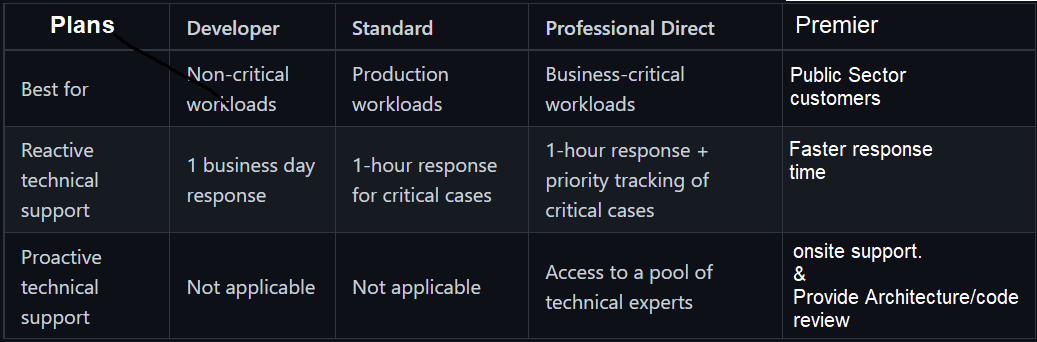 Plans
Developer
Standard
Professional Direct
Premier
Best for
Non-critical
workloads
Production
workloads
Business-critical
workloads
Public Sector
customers
Reactive
technical
support
1 business day
response
1-hour response
for critical cases
1-hour response +
priority tracking of
critical cases
Faster response
time
Proactive
technical
support
Not applicable
Not applicable
Access to a pool of
technical experts
onsite support.
&
Provide Architecture/code
review